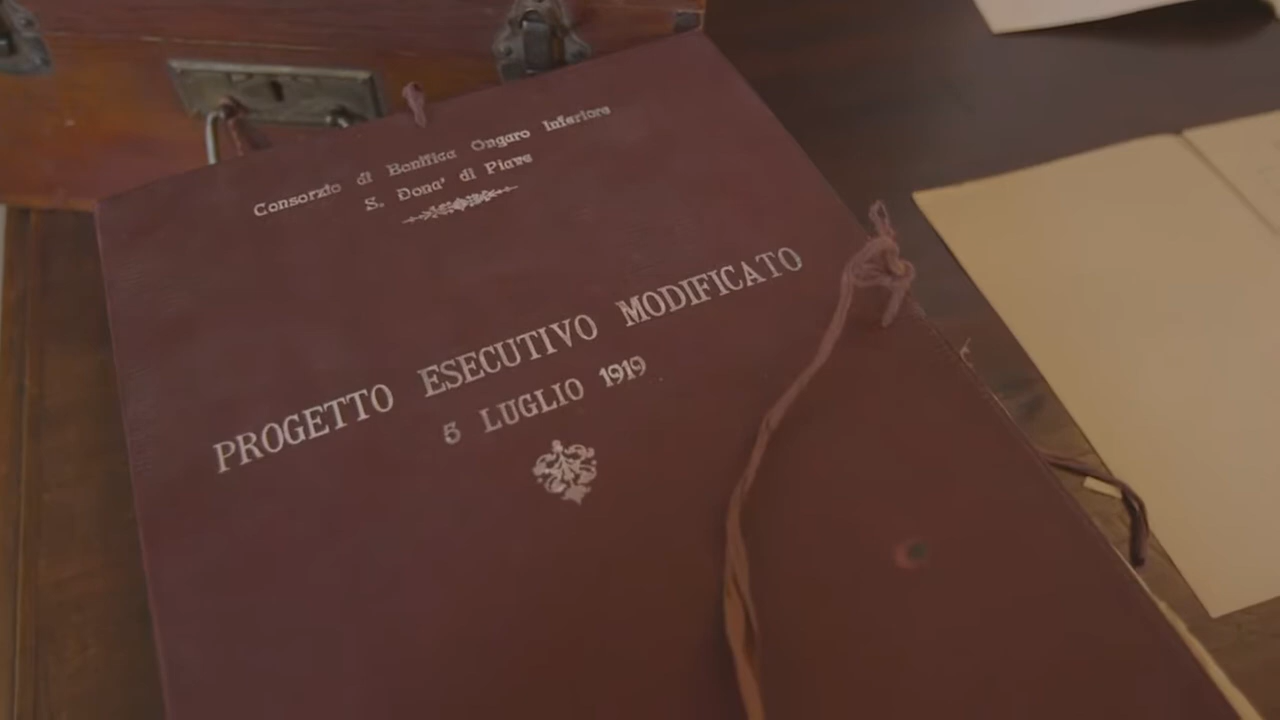 Consorzio di Bonifica Ongaro Inferiore
S. Dona' di Piave
PROGETTO ESECUTIVO MODIFICATO
5 LUGLIO 1919